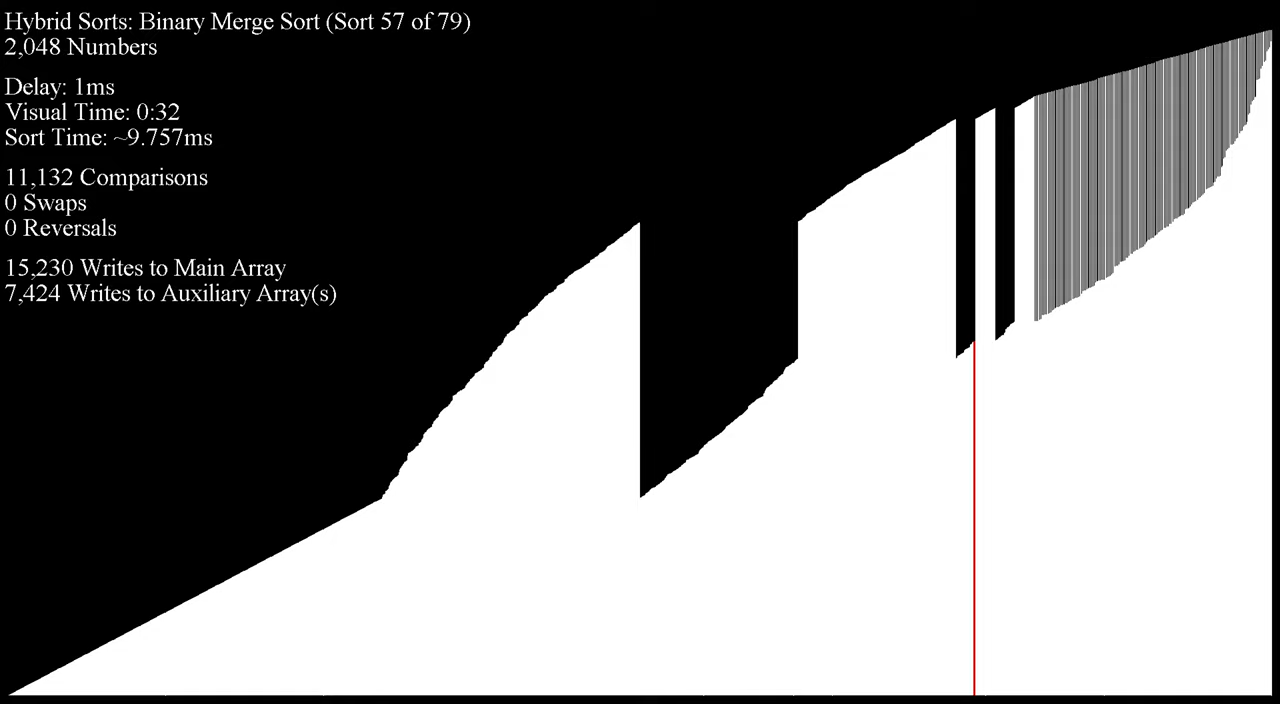 Hybrid Sorts: Binary Merge Sort (Sort 57 of 79)
2,048 Numbers
Delay: 1ms
Visual Time: 0:32
Sort Time: ~9.757ms
11,132 Comparisons
0 Swaps
0 Reversals
15,230 Writes to Main Array
7,424 Writes to Auxiliary Array(s)